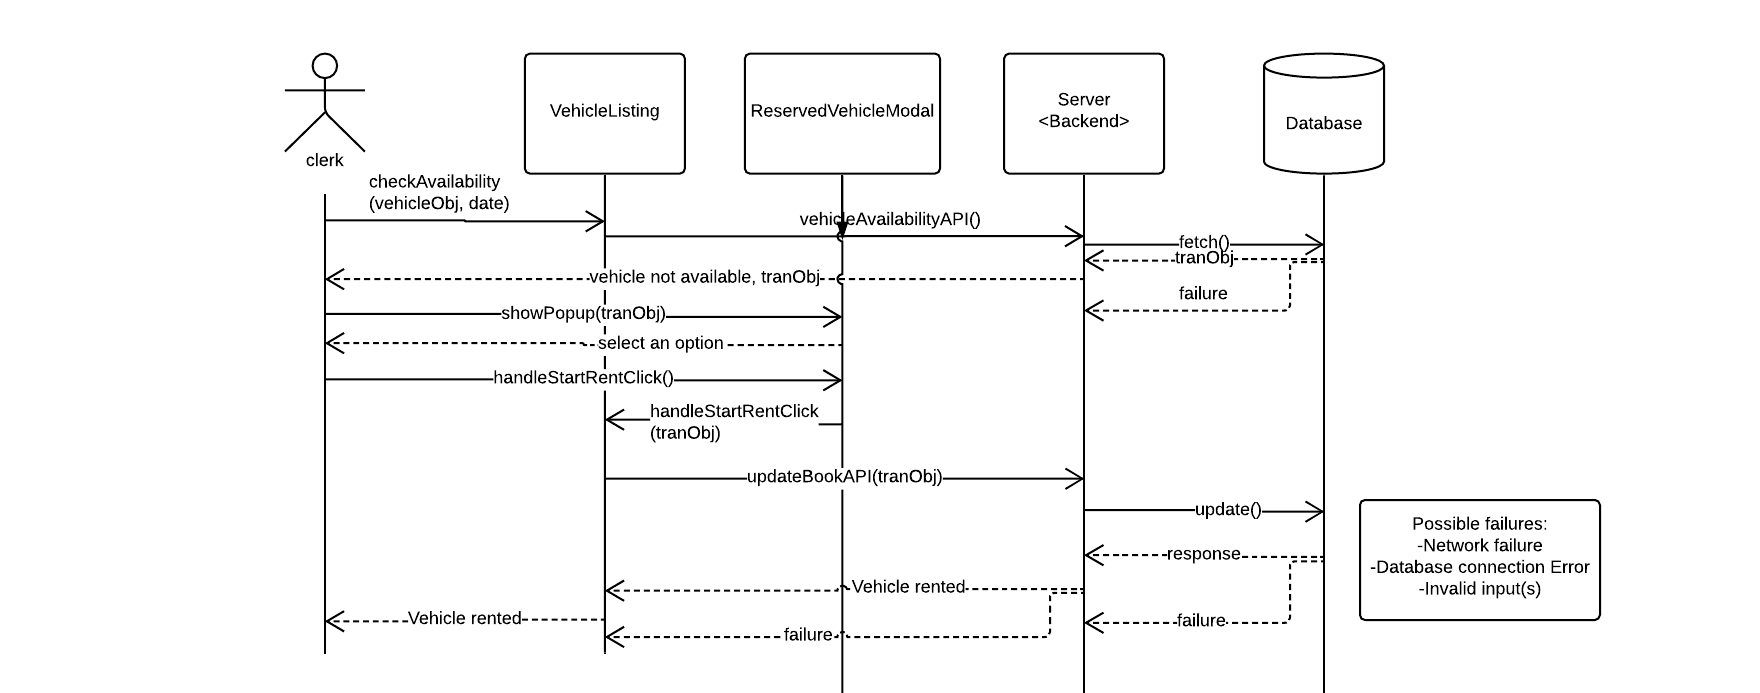 clerk
VehicleListing
ReservedVehicleModal
Server
<Backend>
Database
checkAvailability
(vehicleObj, date)
vehicleAvailabilityAPI()
fetch()
tranObj
vehicle not available, tranObj
failure
showPopup(tranObj)
select an option
handleStartRentClick()
handleStartRentClick
(tranObj)
updateBookAPI(tranObj)
update()
response
Vehicle rented
Vehicle rented
failure
failure
Possible failures:
-Network failure
-Database connection Error
-Invalid input(s)